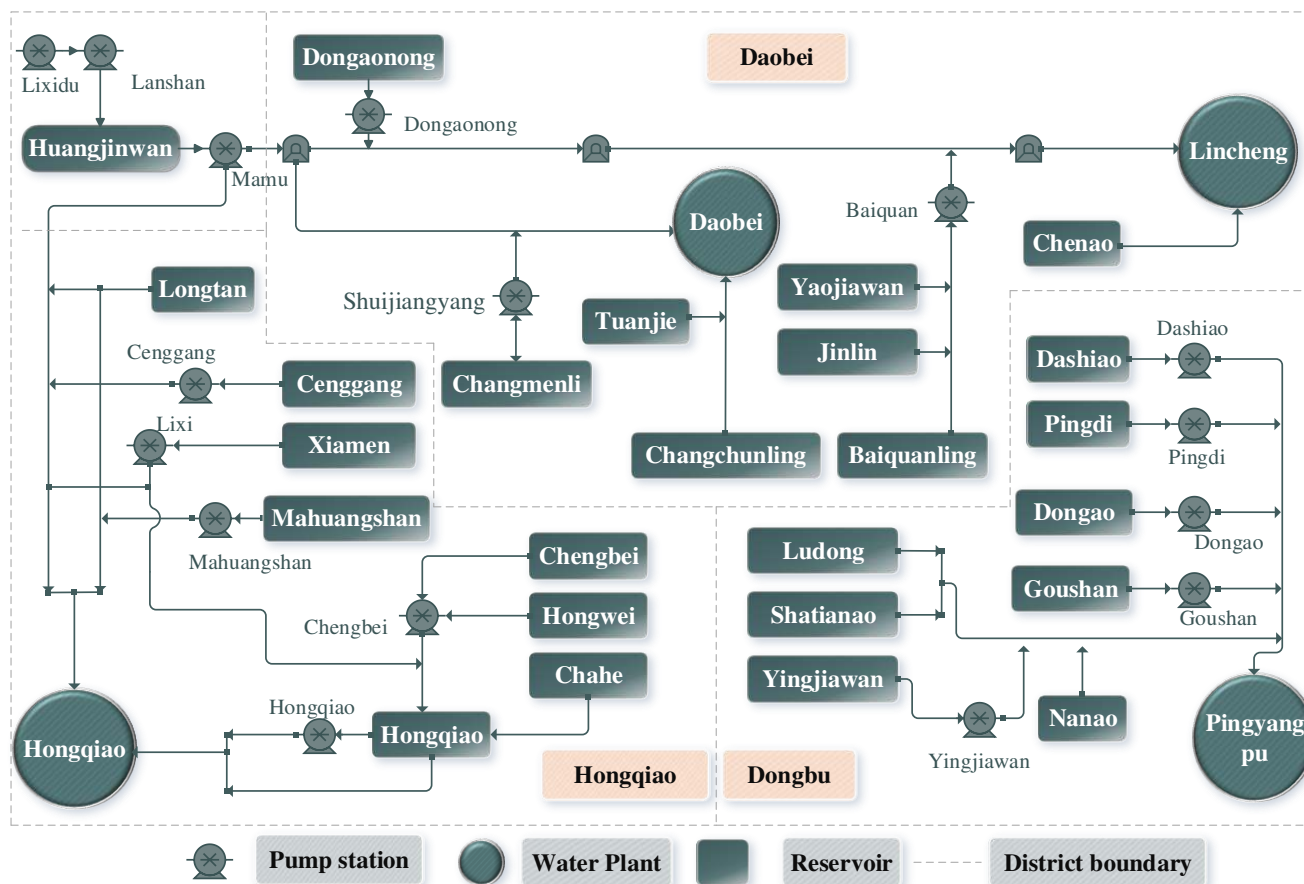 Dongaonong
Daobei
Lixidu
Lanshan
Dongaonong
Huangjinwan
Mamu
Lincheng
Daobei
Baiquan
Chenao
Longtan
Shuijiangyang
Yaojiawan
Tuanjie
Jinlin
Dashiao
Dashiao
Cenggang
Cenggang
Changmenli
Lixi
Xiamen
Pingdi
Pingdi
Changchunling
Baiquanling
Mahuangshan
Mahuangshan
Dongao
Dongao
Chengbei
Ludong
Chengbei
Hongwei
Shatianao
Goushan
Goushan
Chahe
Yingjiawan
Hongqiao
Hongqiao
Hongqiao
Nanao
Yingjiawan
Pingyang
pu
Hongqiao
Dongbu
Pump station
Water Plant
Reservoir
District boundary